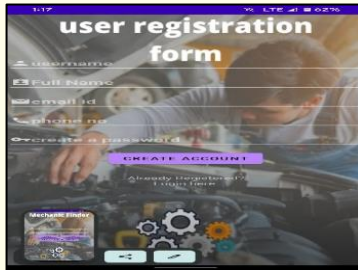 1:17 LTE 62%
user registration
form
username
Full Name
email id
phone no
create a password
CREATE ACCOUNT
Already Registered?
Login here
Mechanic Finder